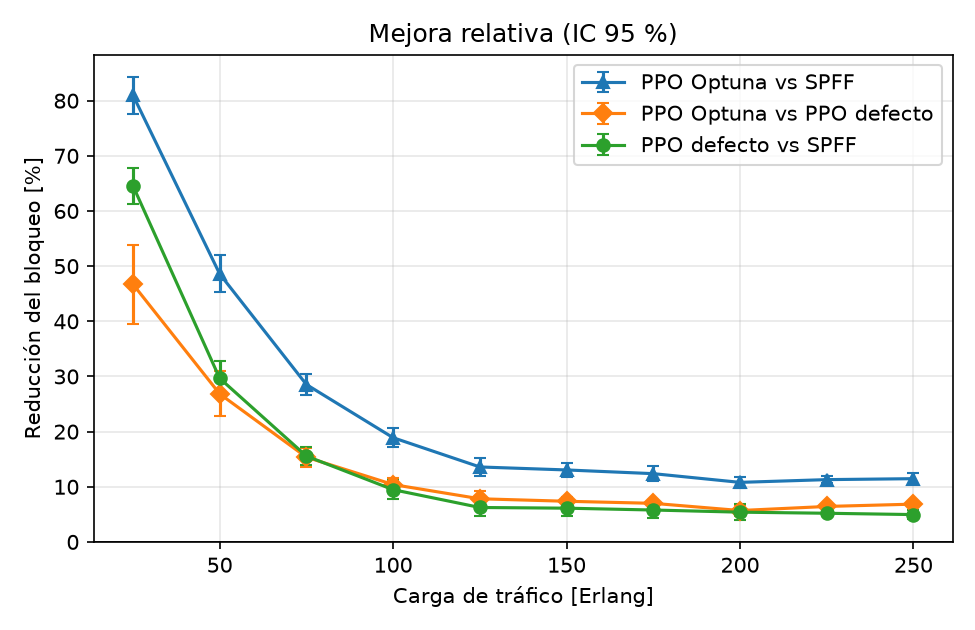 Mejora relativa (IC 95 %)
PPO Optuna vs SPFF
PPO Optuna vs PPO defecto
PPO defecto vs SPFF
Reducción del bloqueo [%]
80
70
60
50
40
30
20
10
0
50 100 150 200 250
Carga de tráfico [Erlang]